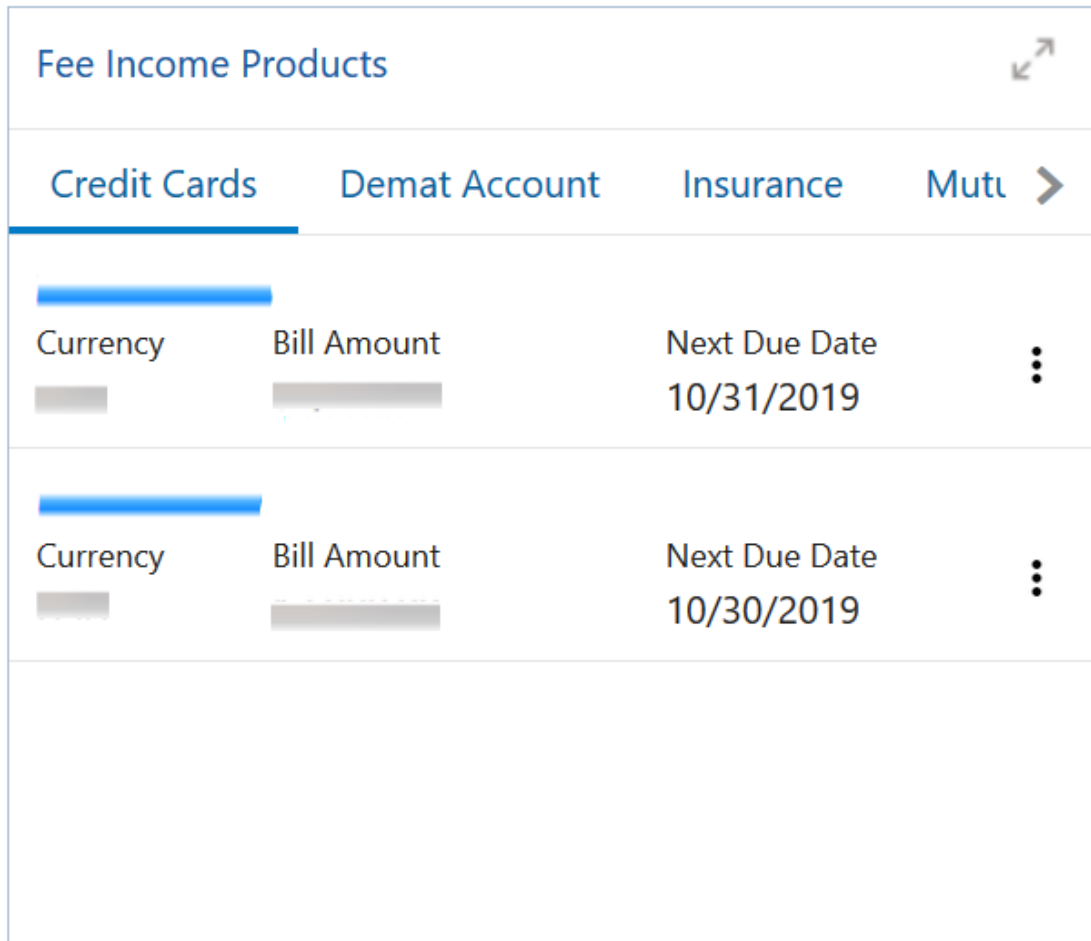 Fee Income Products
Credit Cards Demat Account Insurance Mutu
Currency Bill Amount Next Due Date
10/31/2019
Currency Bill Amount Next Due Date
10/30/2019